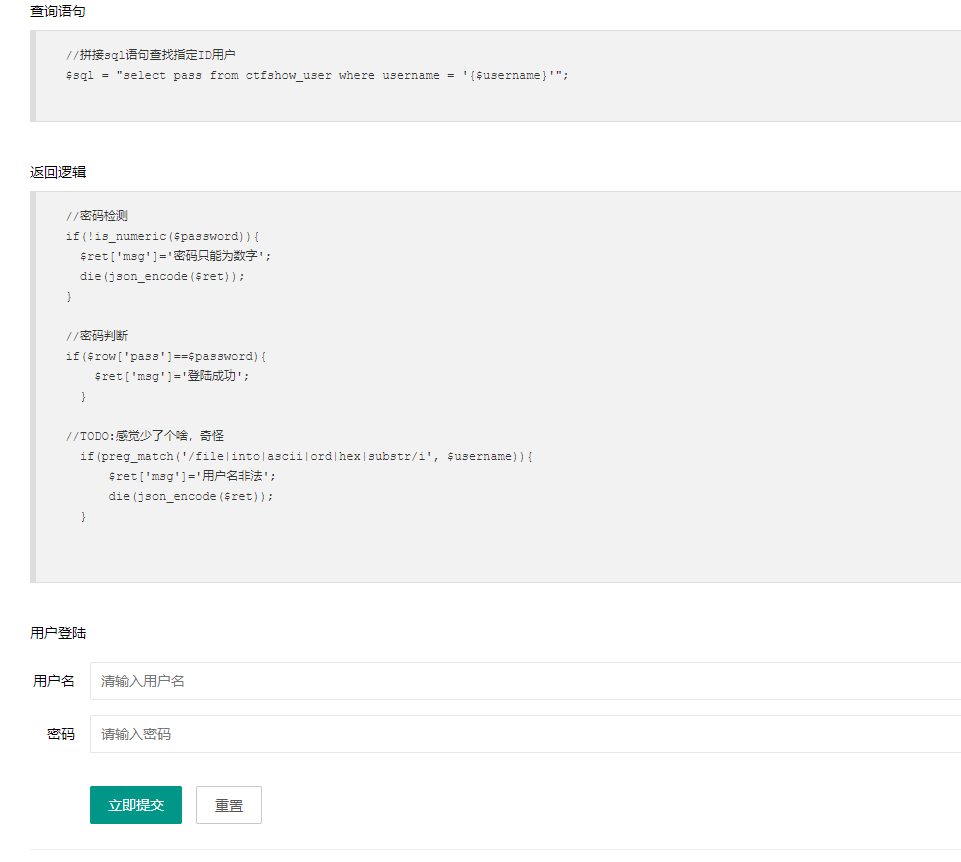 查询语句
//拼接sql语句查找指定ID用户
$sql = "select pass from ctfshow_user where username = '{$username}'";
返回逻辑
//密码检测
if(!is_numeric($password)){
$ret['msg']='密码只能为数字';
die(json_encode($ret));
}
//密码判断
if($row['pass']==$password){
$ret['msg']='登陆成功';
}
//TODO:感觉少了个啥，奇怪
if(preg_match('/file|into|ascii|ord|hex|substr/i', $username)){
$ret['msg']='用户名非法';
die(json_encode($ret));
}
用户登陆
用户名 请输入用户名
密码 请输入密码
立即提交 重置